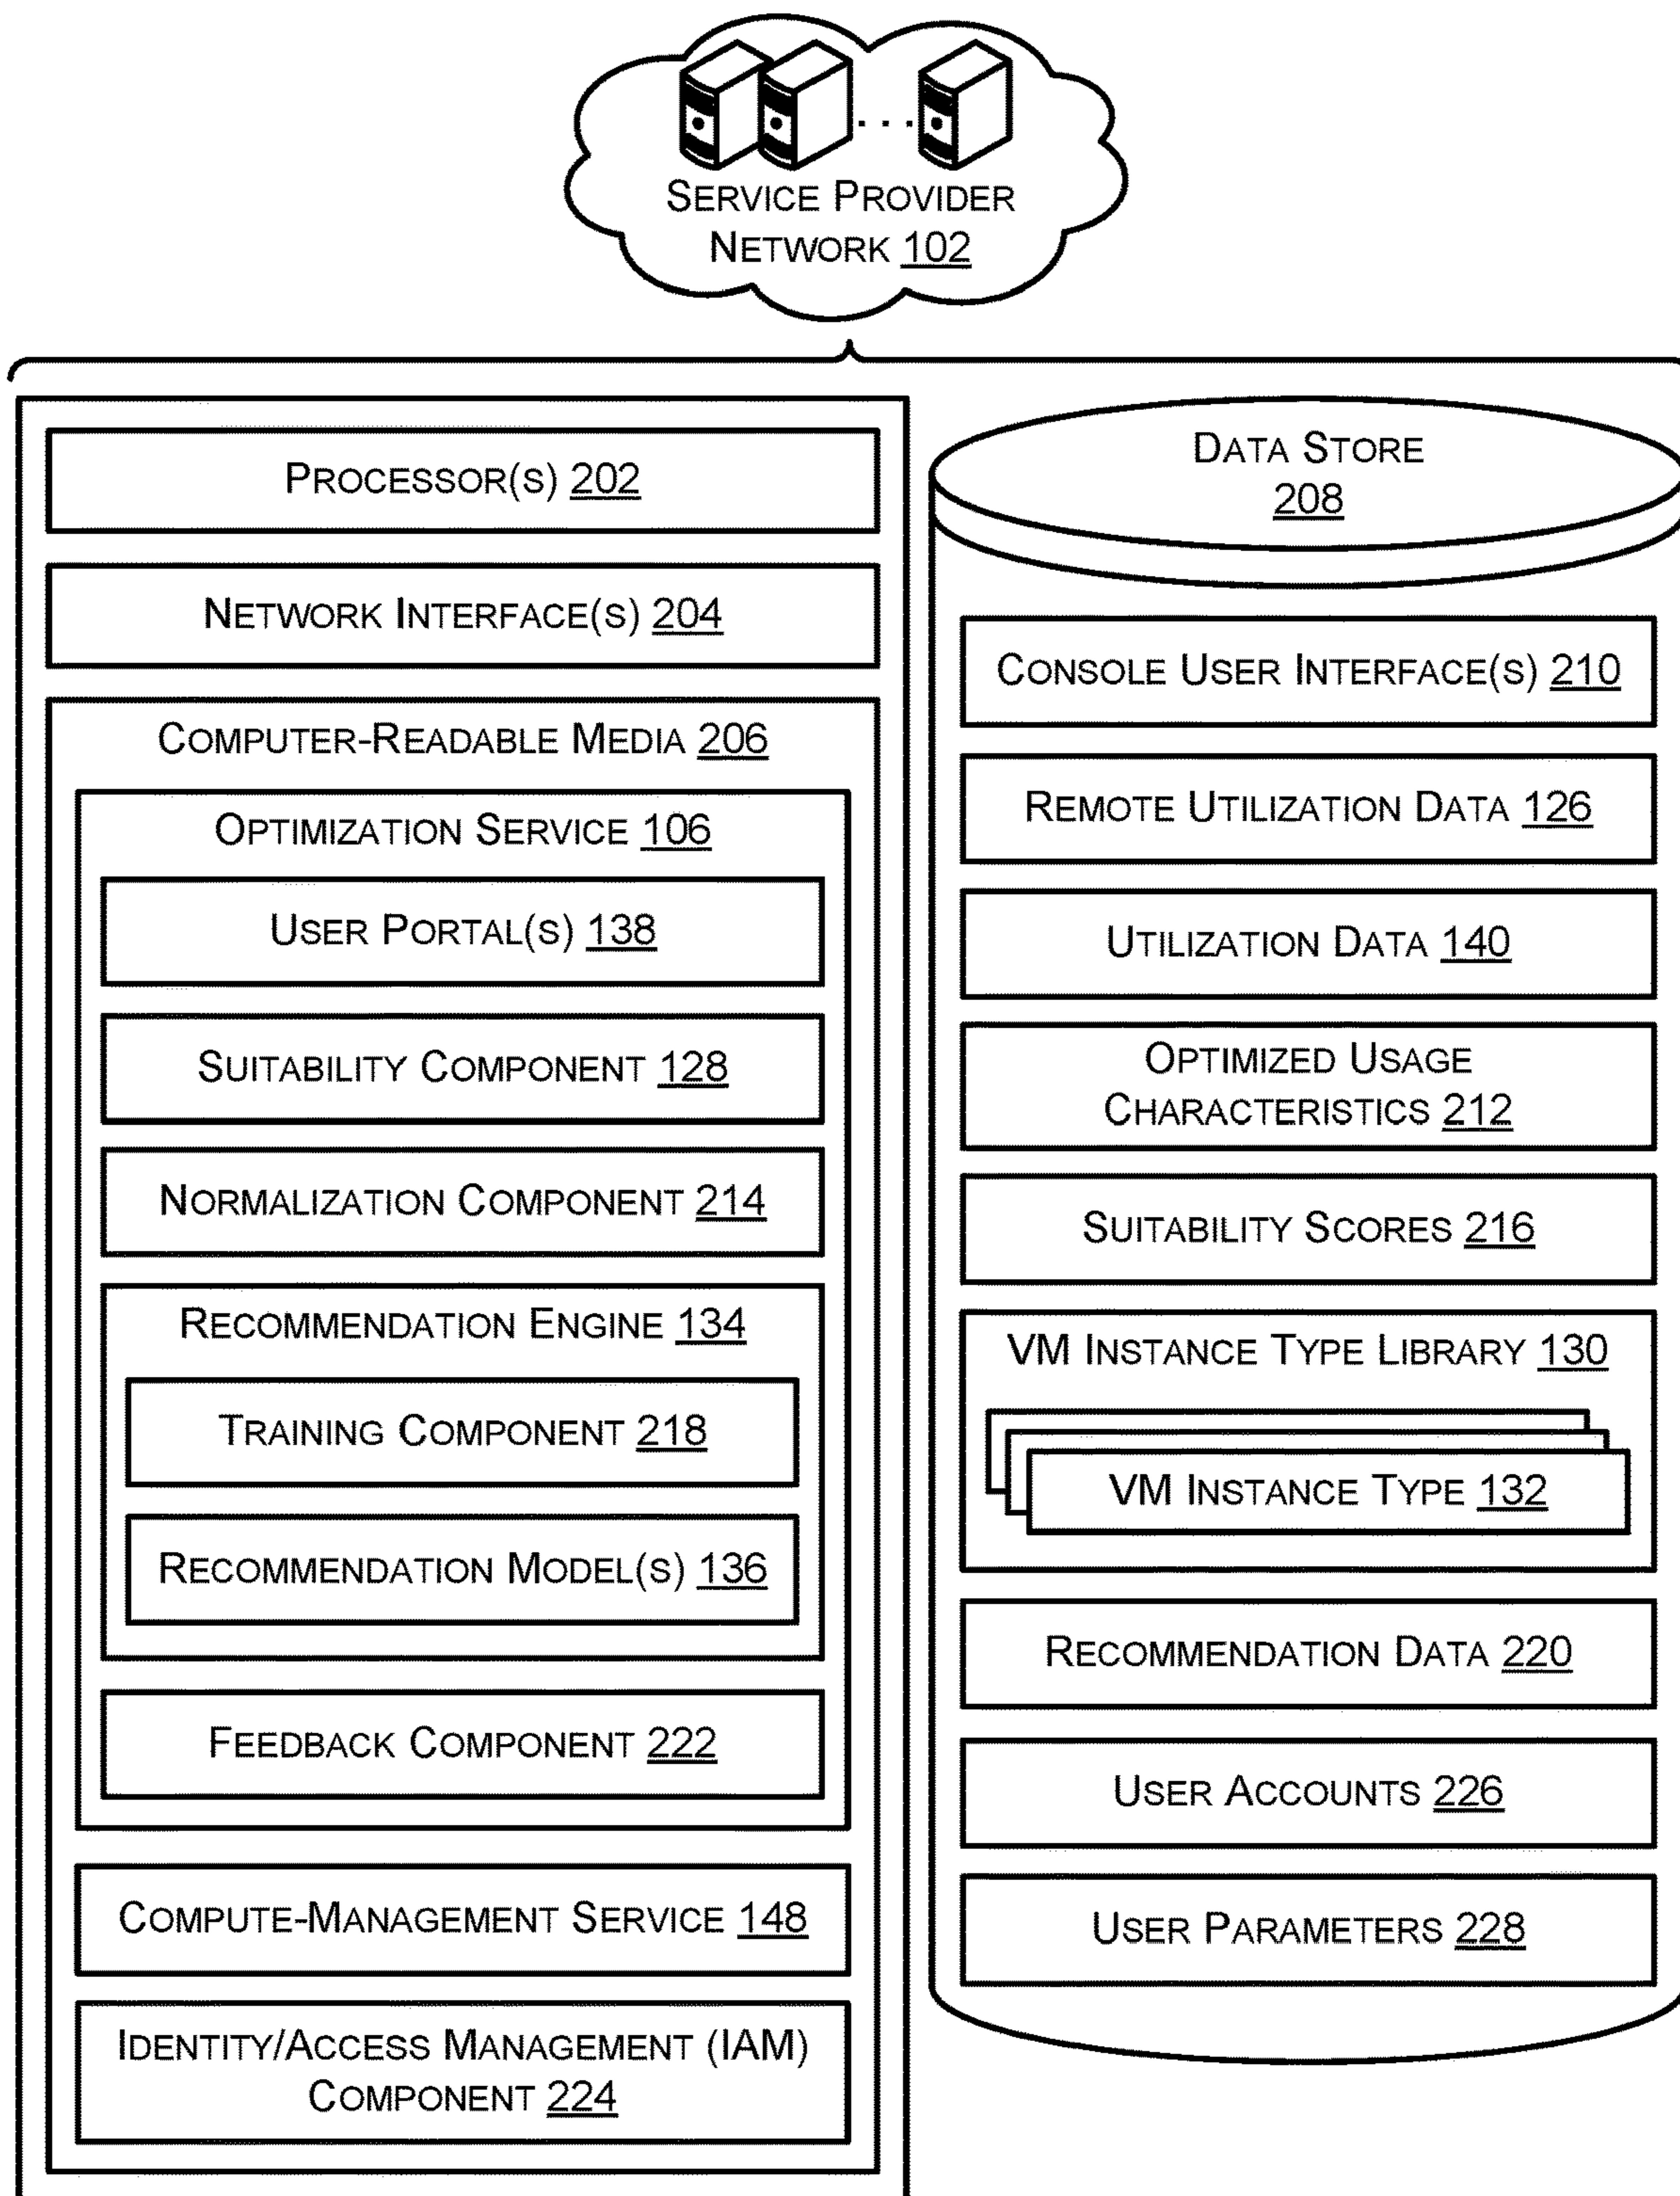 SERVICE PROVIDER
NETWORK 102
PROCESSOR(S) 202
NETWORK INTERFACE(S) 204
COMPUTER-READABLE MEDIA 206
OPTIMIZATION SERVICE 106
USER PORTAL(S) 138
SUITABILITY COMPONENT 128
NORMALIZATION COMPONENT 214
RECOMMENDATION ENGINE 134
TRAINING COMPONENT 218
RECOMMENDATION MODEL(S) 136
FEEDBACK COMPONENT 222
COMPUTE-MANAGEMENT SERVICE 148
IDENTITY/ACCESS MANAGEMENT (IAM)
COMPONENT 224
DATA STORE
208
CONSOLE USER INTERFACE(S) 210
REMOTE UTILIZATION DATA 126
UTILIZATION DATA 140
OPTIMIZED USAGE
CHARACTERISTICS 212
SUITABILITY SCORES 216
VM INSTANCE TYPE LIBRARY 130
VM INSTANCE TYPE 132
RECOMMENDATION DATA 220
USER ACCOUNTS 226
USER PARAMETERS 228